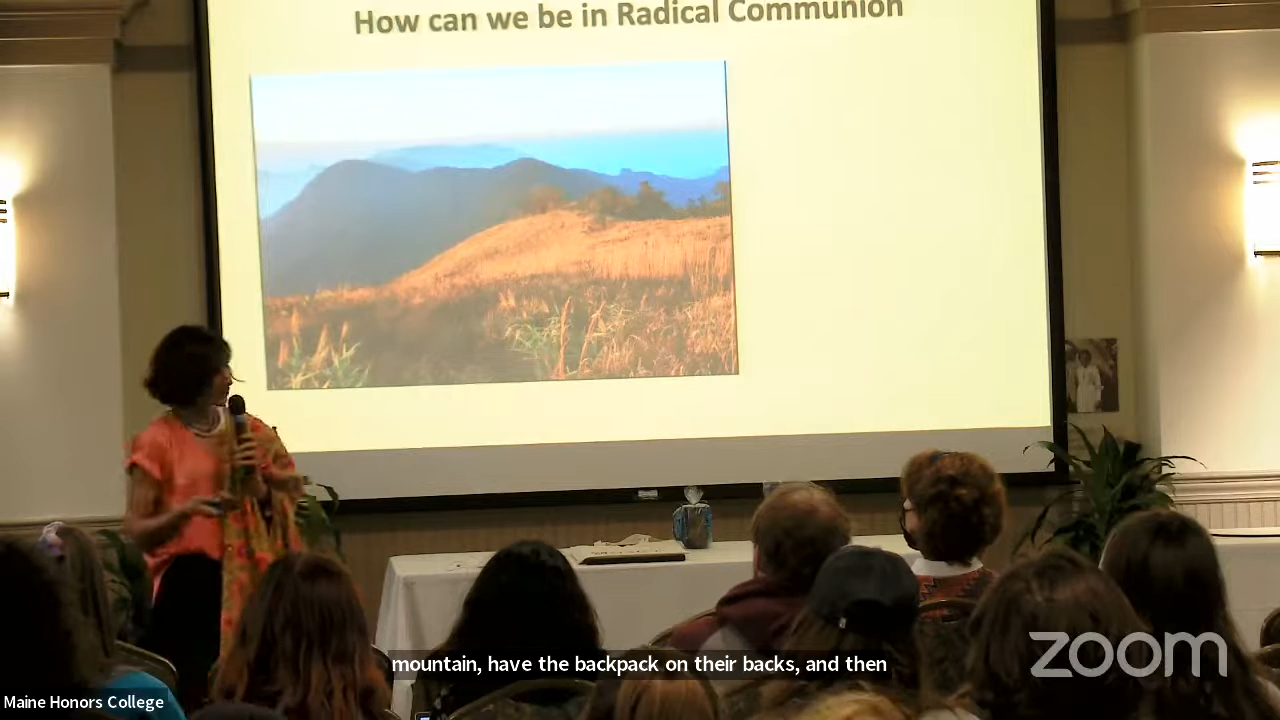 How can we be in Radical Communion
mountain, have the backpack on their backs, and then
zoom
Maine Honors College